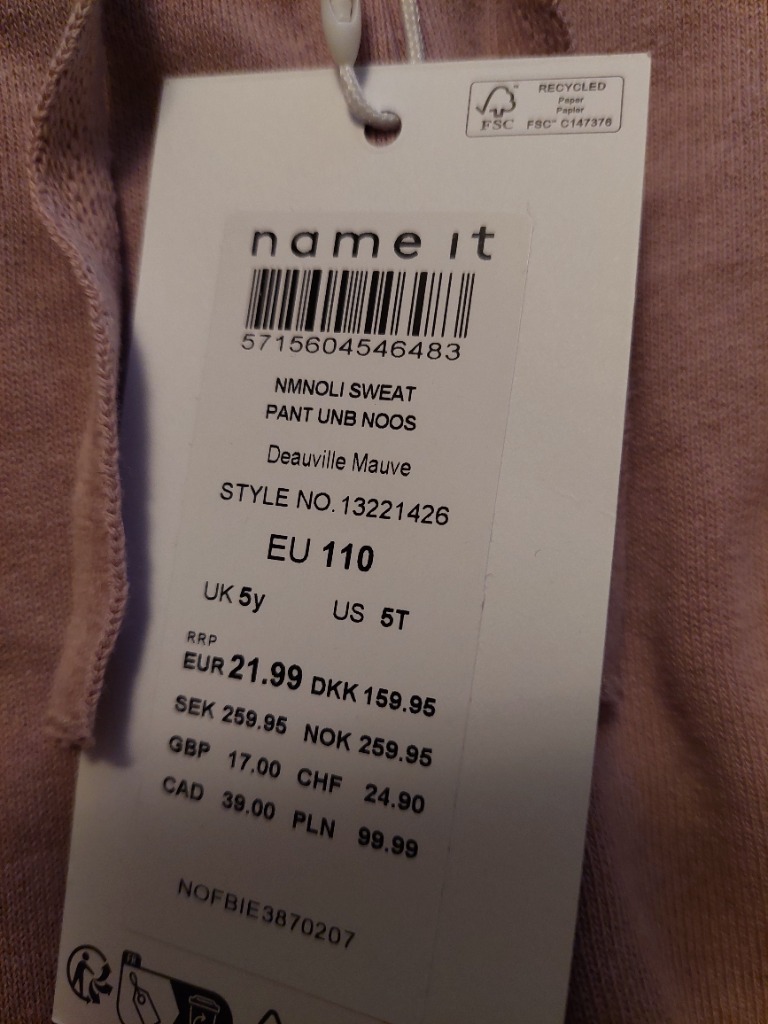 RECYCLED
Paper
Papier
FSC™ C147376
FSC
name it
5715604546483
NMNOLI SWEAT
PANT UNB NOOS
Deauville Mauve
STYLE NO. 13221426
EU 110
UK 5y US 5T
RRP
EUR 21.99 DKK 159.95
SEK 259.95 NOK 259.95
GBP 17.00 CHF 24.90
CAD 39.00 PLN 99.99
NOFBIE3870207